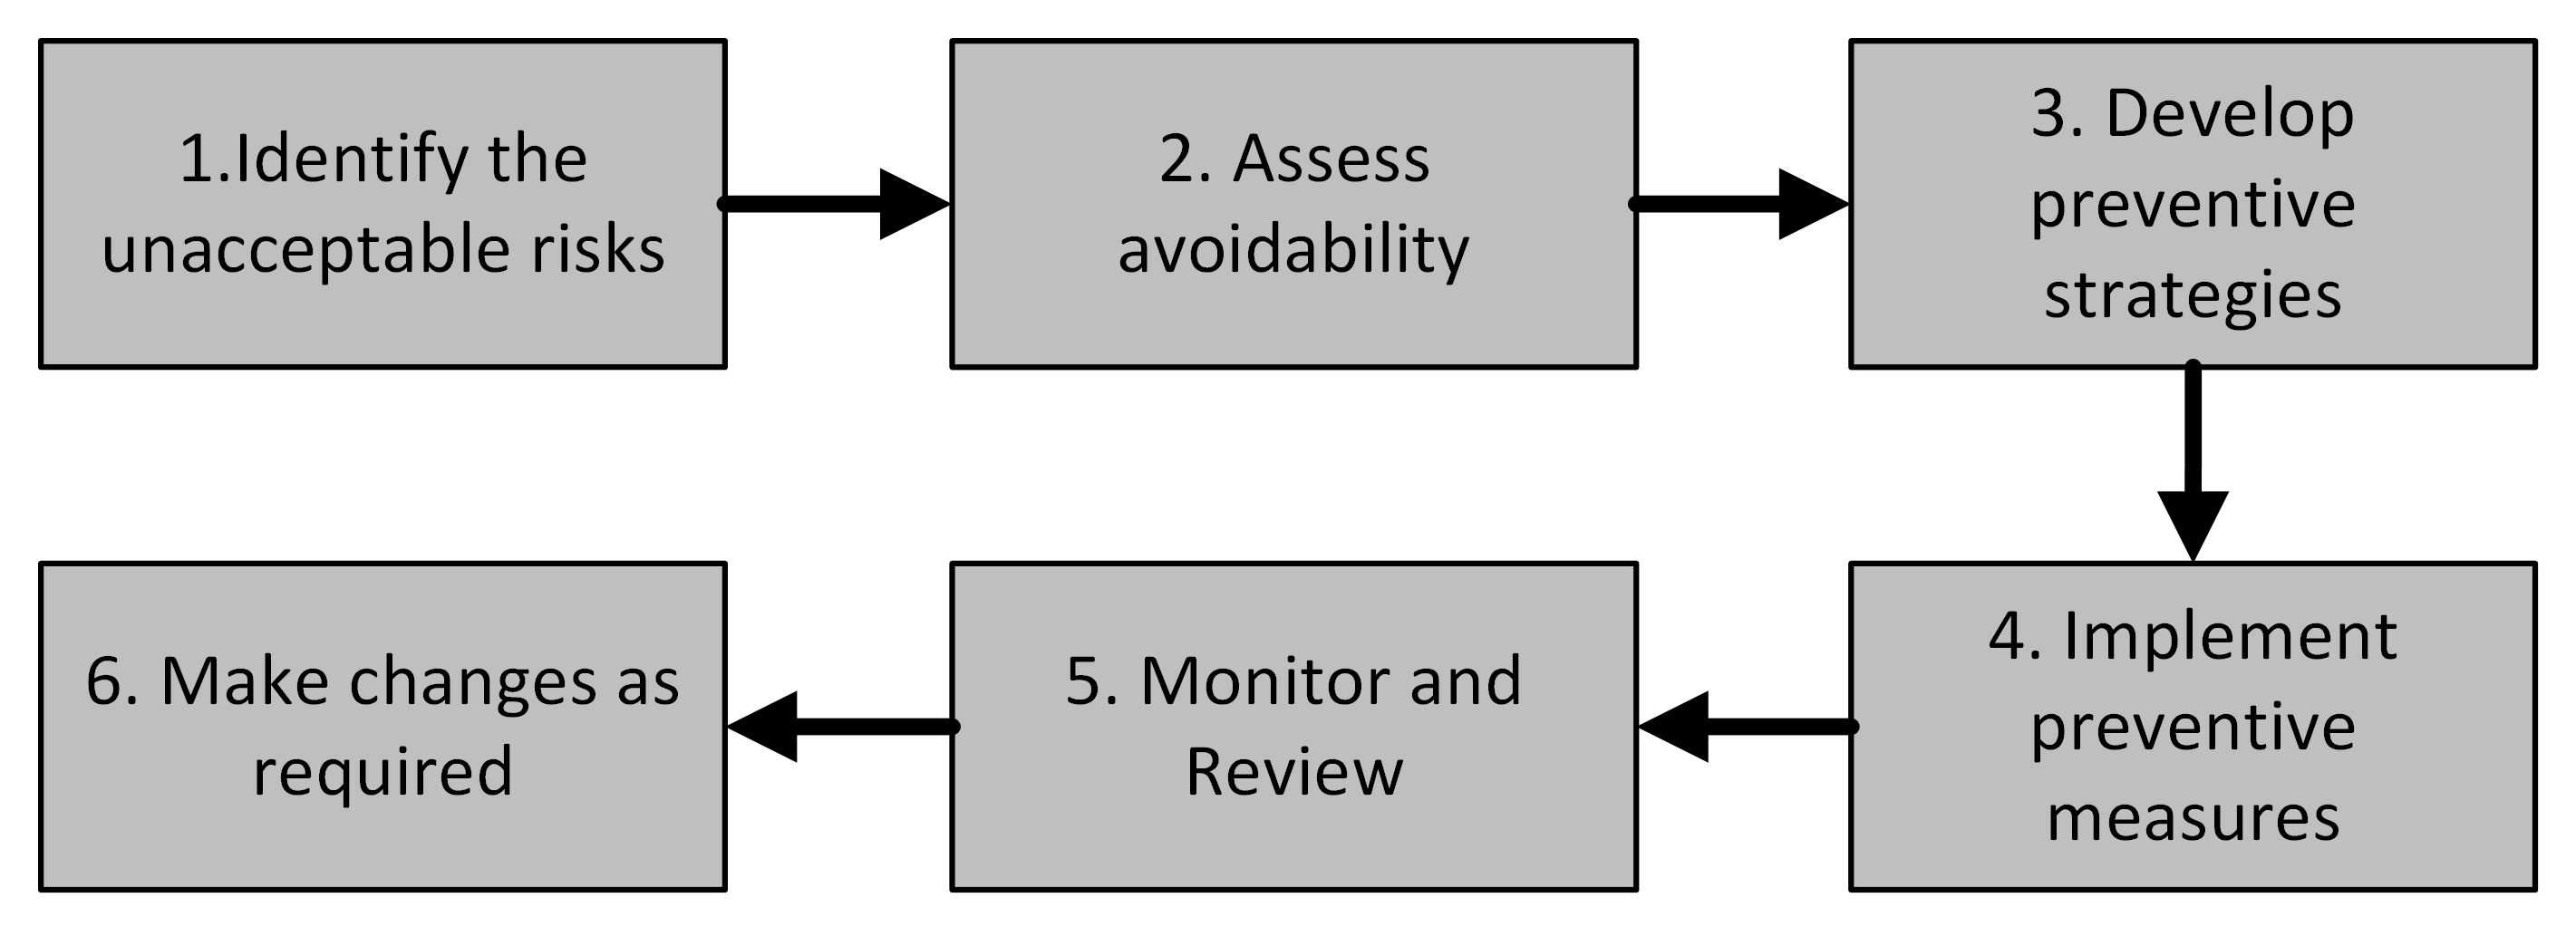 1.Identify the
unacceptable risks
2. Assess
avoidability
3. Develop
preventive
strategies
4. Implement
preventive
measures
5. Monitor and
Review
6. Make changes as
required